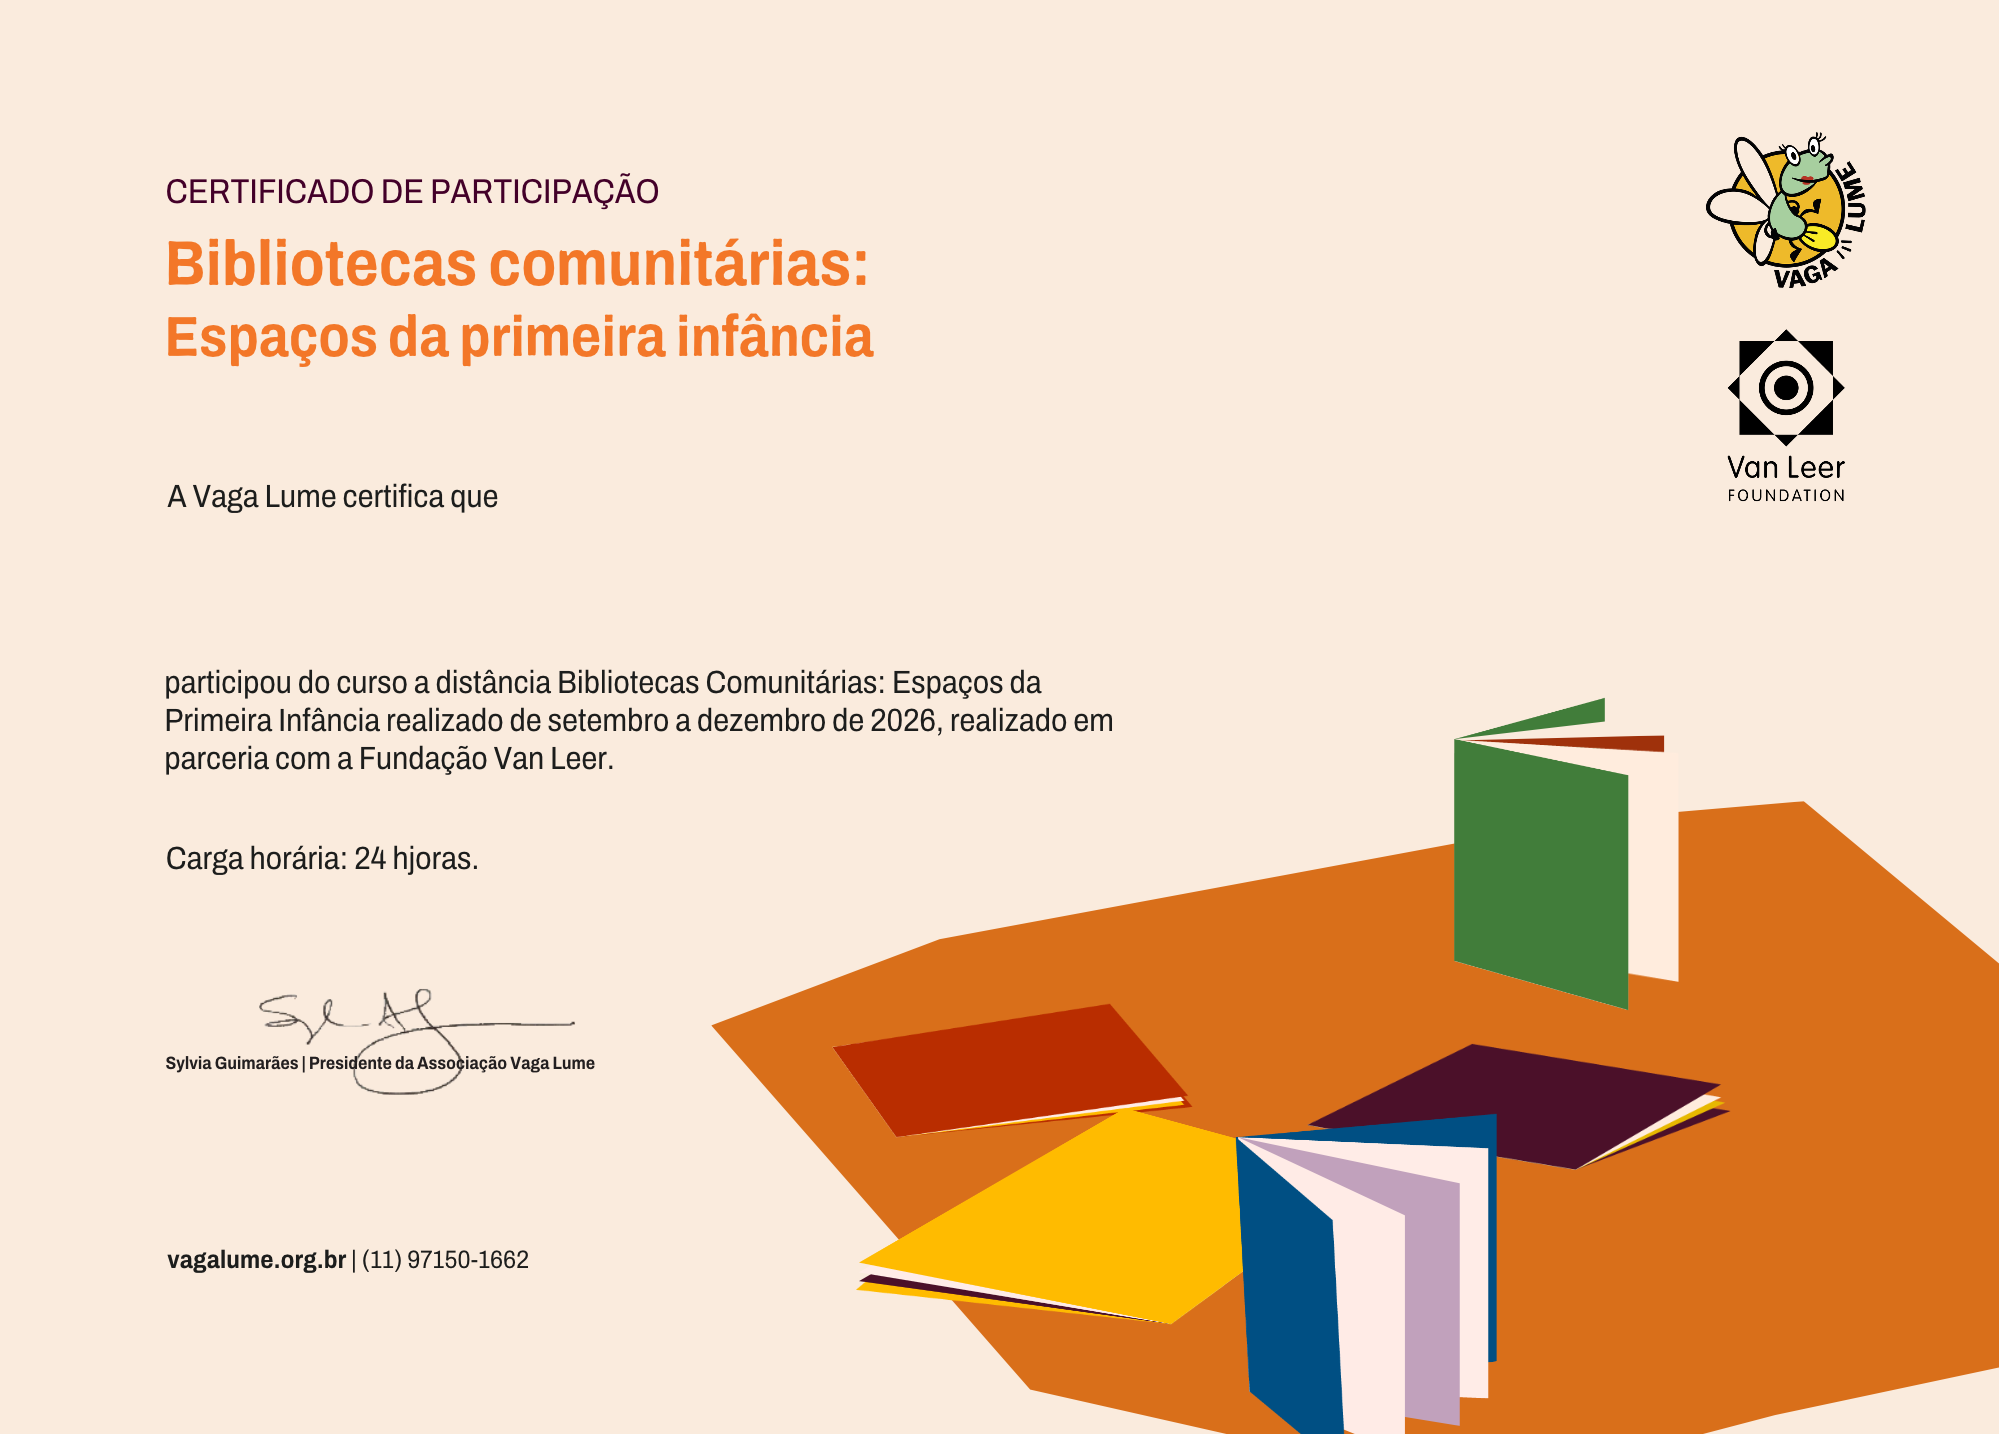 CERTIFICADO DE PARTICIPAÇÃO
Bibliotecas comunitárias:
Espaços da primeira infância
VAGA LUME
Van Leer
FOUNDATION
A Vaga Lume certifica que
participou do curso a distância Bibliotecas Comunitárias: Espaços da
Primeira Infância realizado de setembro a dezembro de 2026, realizado em
parceria com a Fundação Van Leer.
Carga horária: 24 hjoras.
Sylvia Guimarães | Presidente da Associação Vaga Lume
vagalume.org.br | (11) 97150-1662